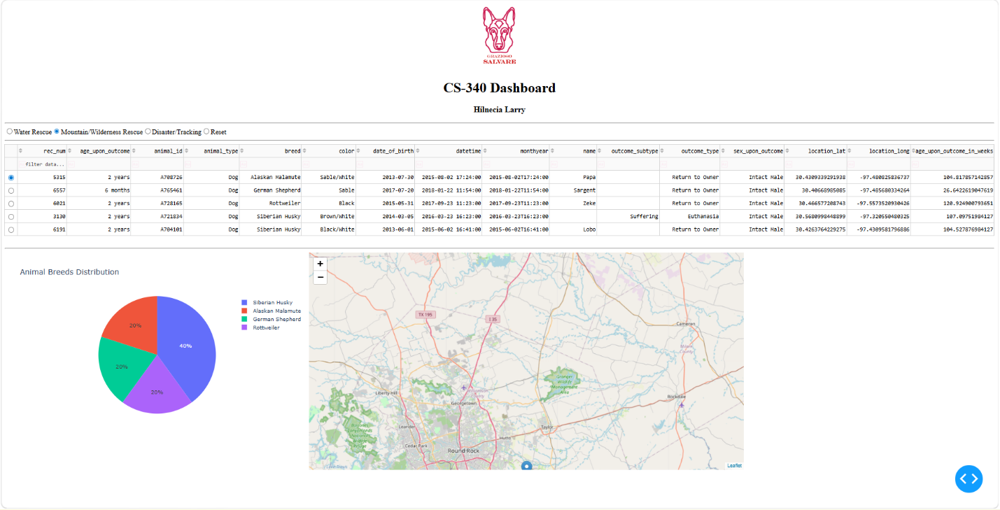 GRAZIOSO
SALVARE
CS-340 Dashboard
Hilnecia Larry
Water Rescue Mountain/Wilderness Rescue Disaster/Tracking Reset
rec_num age_upon_outcome animal_id animal_type breed color date_of_birth datetime monthyear name outcome_subtype outcome_type sex_upon_outcome location_lat location_long age_upon_outcome_in_weeks
filter data...
5315 2 years A708726 Dog Alaskan Malamute Sable/White 2013-07-30 2015-08-02 17:24:00 2015-08-02T17:24:00 Papa Return to Owner Intact Male 30.4309339291938 -97.480825836737 104.817857142857
6557 6 months A765461 Dog German Shepherd Sable 2017-07-20 2018-01-22 11:54:00 2018-01-22T11:54:00 Sargent Return to Owner Intact Male 30.40668985085 -97.485680334264 26.6422619047619
6021 2 years A728165 Dog Rottweiler Black 2015-05-31 2017-09-23 11:23:00 2017-09-23T11:23:00 Zeke Return to Owner Intact Male 30.466577208743 -97.5573520930426 120.924900793651
3130 2 years A721834 Dog Siberian Husky Brown/White 2014-03-05 2016-03-23 16:23:00 2016-03-23T16:23:00 Suffering Euthanasia Intact Male 30.5680998448899 -97.320550480325 107.09751984127
6191 2 years A704101 Dog Siberian Husky Black/White 2013-06-01 2015-06-02 16:41:00 2015-06-02T16:41:00 Lobo Return to Owner Intact Male 30.4263764229275 -97.4309581796886 104.527876984127
Animal Breeds Distribution
Siberian Husky
Alaskan Malamute
German Shepherd
Rottweiler
20%
40%
20%
20%
+
−
TX 195
I 35
Cameron
Milam
County
Granger
Wildlife
Management
Area
Liberty Hill
Williamson
County
Georgetown
Rockdale
Balcones
Canyonlands
National
Wildlife
Refuge
Leander
Taylor
Hutto
Cedar Park
Round Rock
Lake Travis
Leaflet